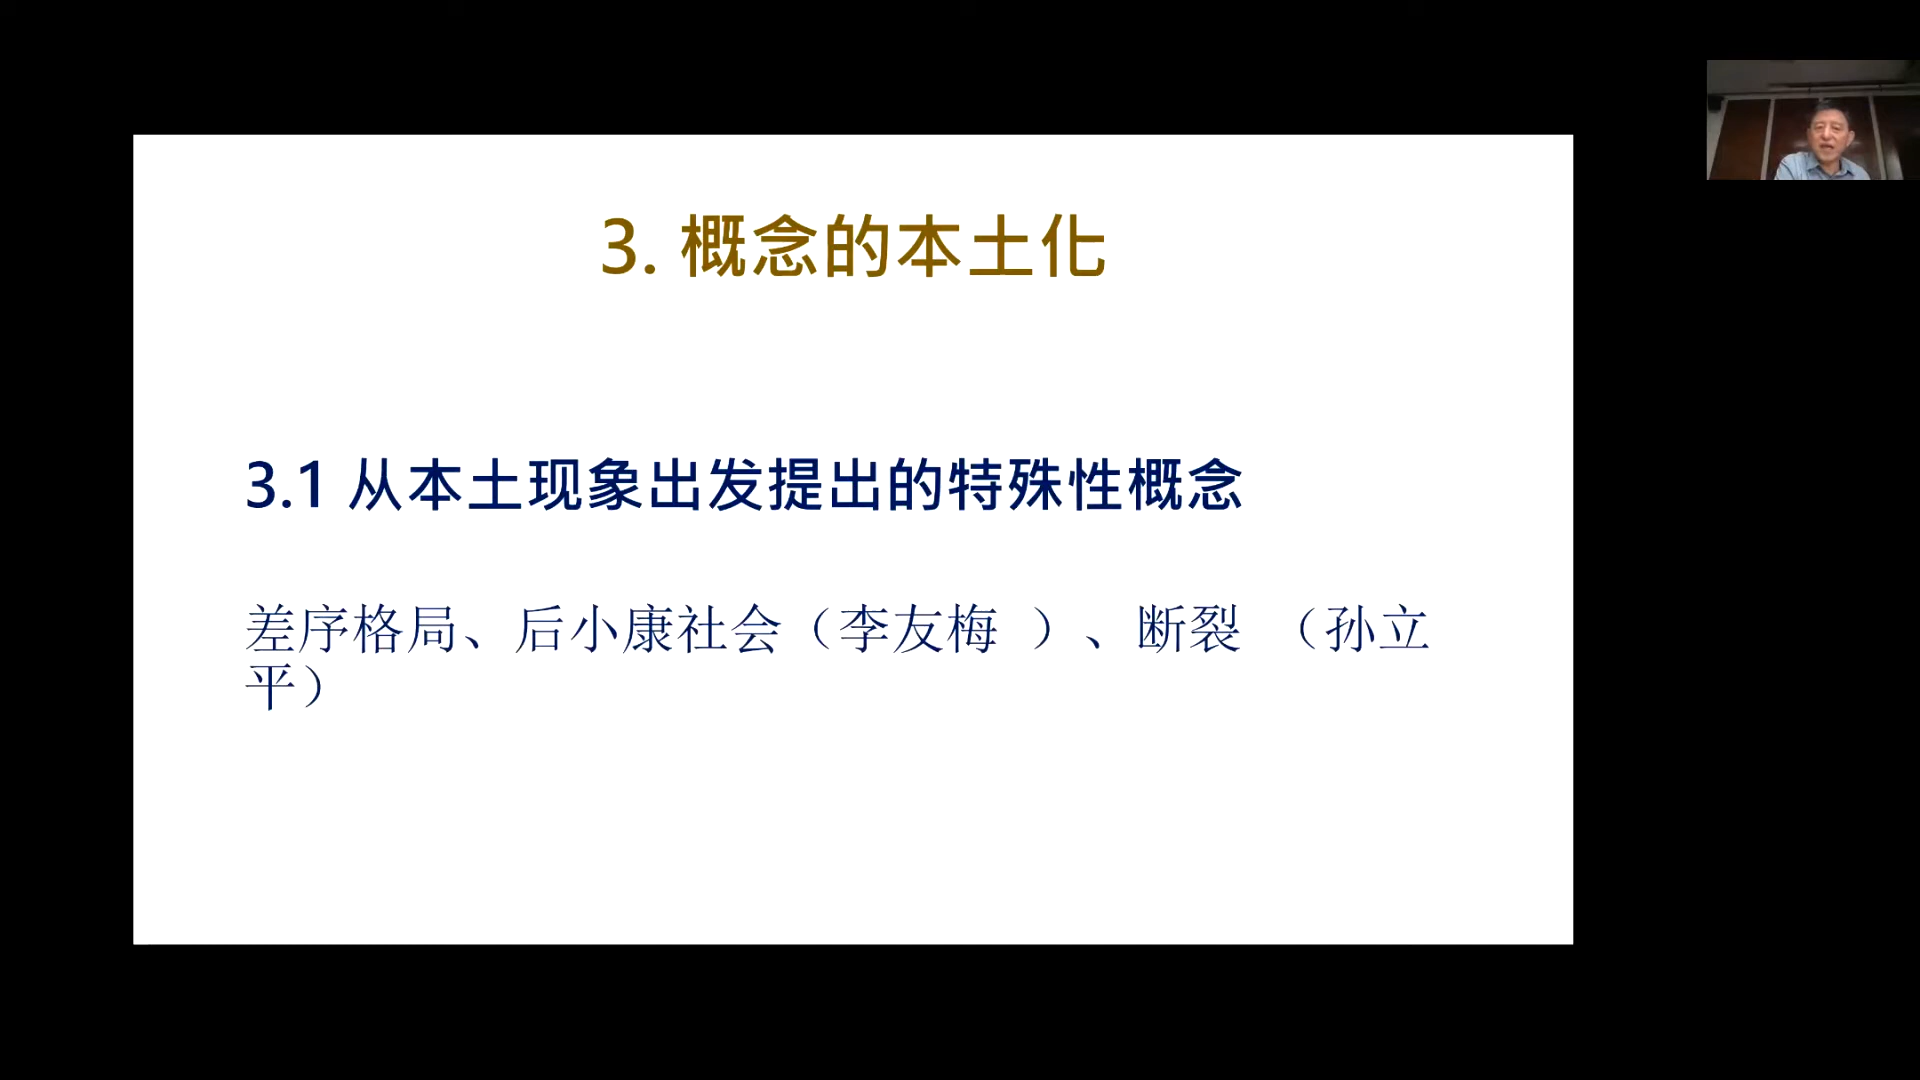 3. 概念的本土化
3.1 从本土现象出发提出的特殊性概念
差序格局、后小康社会（李友梅 ）、断裂 （孙立
平）